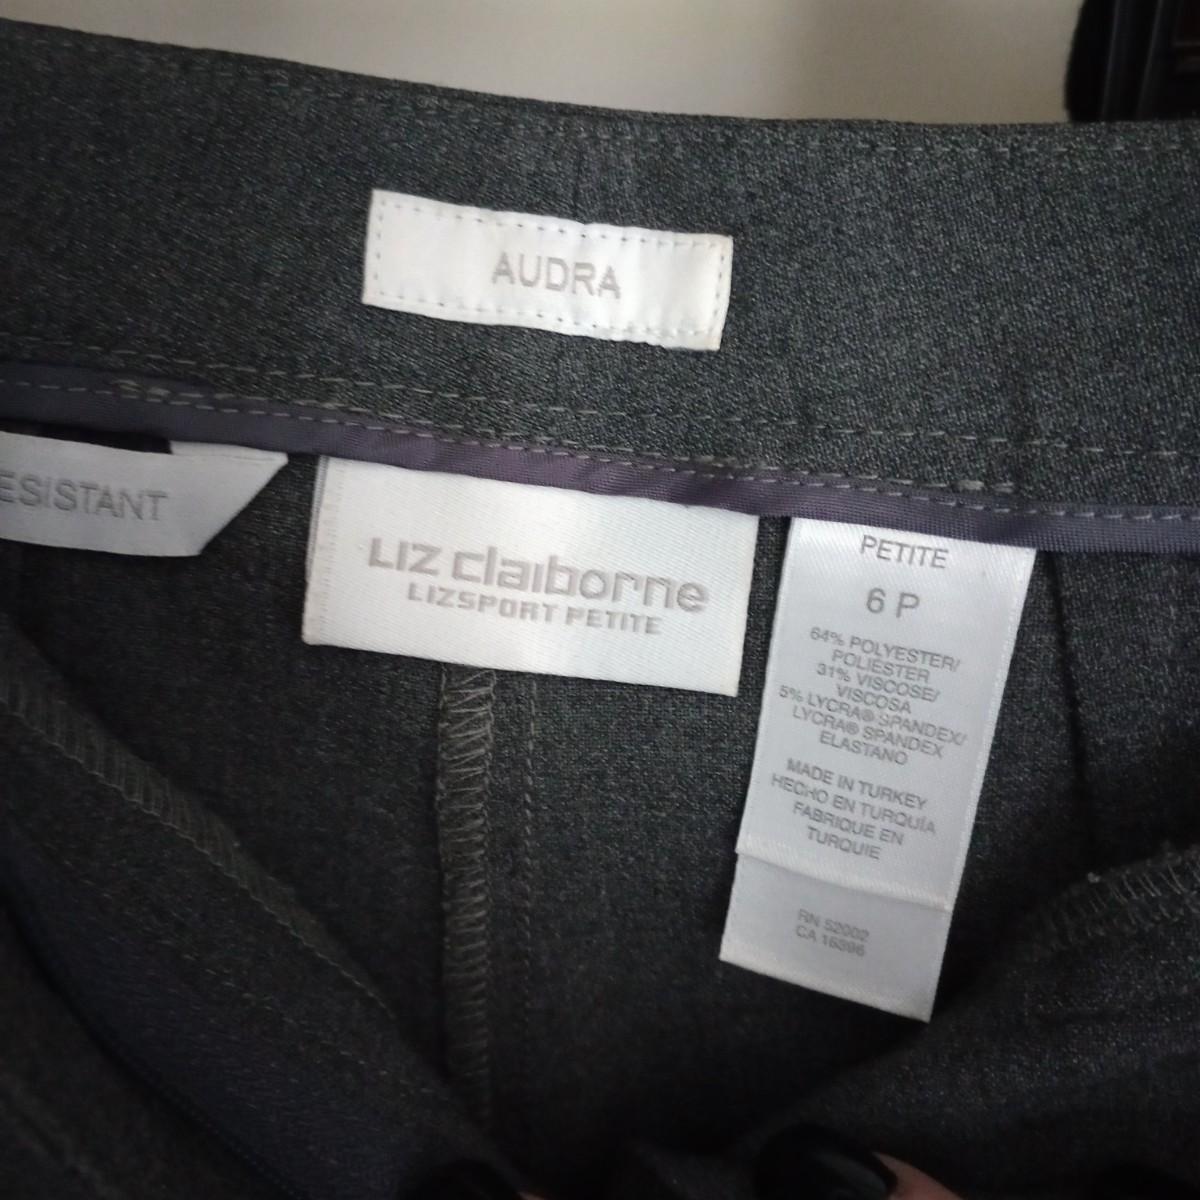 AUDRA
ESISTANT
LIZ claiborne
LIZSPORT PETITE
PETITE
6 P
64% POLYESTER/
POLIÉSTER
31% VISCOSE/
VISCOSA
5% LYCRA® SPANDEX/
LYCRA® SPANDEX
ELASTANO
MADE IN TURKEY
HECHO EN TURQUÍA
FABRIQUE EN
TURQUIE
RN 52002
CA 16396